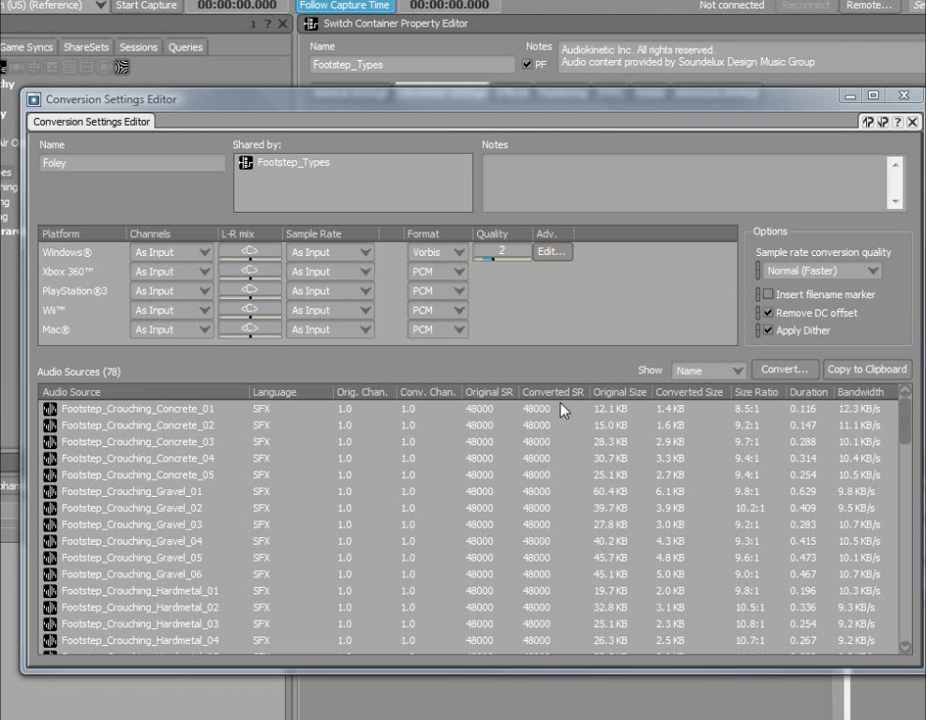 n (US) (Reference) Start Capture 00:00:00.000 Follow Capture Time 00:00:00.000 Not connected Reconnect Remote...
1 ? Switch Container Property Editor
Game Syncs ShareSets Sessions Queries
Name Notes
Footstep_Types PF
Audiokinetic Inc. All rights reserved.
Audio content provided by Soundelux Design Music Group
Conversion Settings Editor
Conversion Settings Editor
Name Shared by: Notes
Foley Footstep_Types
Platform Channels L-R mix Sample Rate Format Quality Adv.
Windows® As Input <C> As Input Vorbis 2 Edit...
Xbox 360™ As Input <C> As Input PCM
PlayStation®3 As Input <C> As Input PCM
Wii™ As Input <C> As Input PCM
Mac® As Input <C> As Input PCM
Options
Sample rate conversion quality
Normal (Faster)
Insert filename marker
Remove DC offset
Apply Dither
Audio Sources (78) Show Name Convert... Copy to Clipboard
Audio Source Language Orig. Chan. Conv. Chan. Original SR Converted SR Original Size Converted Size Size Ratio Duration Bandwidth
Footstep_Crouching_Concrete_01 SFX 1.0 1.0 48000 48000 12.1 KB 1.4 KB 8.5:1 0.116 12.3 KB/s
Footstep_Crouching_Concrete_02 SFX 1.0 1.0 48000 48000 15.0 KB 1.6 KB 9.2:1 0.147 11.1 KB/s
Footstep_Crouching_Concrete_03 SFX 1.0 1.0 48000 48000 28.3 KB 2.9 KB 9.7:1 0.288 10.1 KB/s
Footstep_Crouching_Concrete_04 SFX 1.0 1.0 48000 48000 30.7 KB 3.3 KB 9.4:1 0.314 10.4 KB/s
Footstep_Crouching_Concrete_05 SFX 1.0 1.0 48000 48000 25.1 KB 2.7 KB 9.4:1 0.254 10.5 KB/s
Footstep_Crouching_Gravel_01 SFX 1.0 1.0 48000 48000 60.4 KB 6.1 KB 9.8:1 0.629 9.8 KB/s
Footstep_Crouching_Gravel_02 SFX 1.0 1.0 48000 48000 39.7 KB 3.9 KB 10.2:1 0.409 9.5 KB/s
Footstep_Crouching_Gravel_03 SFX 1.0 1.0 48000 48000 27.8 KB 3.0 KB 9.2:1 0.283 10.7 KB/s
Footstep_Crouching_Gravel_04 SFX 1.0 1.0 48000 48000 40.2 KB 4.3 KB 9.3:1 0.415 10.5 KB/s
Footstep_Crouching_Gravel_05 SFX 1.0 1.0 48000 48000 45.7 KB 4.8 KB 9.6:1 0.473 10.1 KB/s
Footstep_Crouching_Gravel_06 SFX 1.0 1.0 48000 48000 45.1 KB 5.0 KB 9.0:1 0.467 10.7 KB/s
Footstep_Crouching_Hardmetal_01 SFX 1.0 1.0 48000 48000 19.7 KB 2.0 KB 9.8:1 0.196 10.3 KB/s
Footstep_Crouching_Hardmetal_02 SFX 1.0 1.0 48000 48000 32.8 KB 3.1 KB 10.5:1 0.336 9.3 KB/s
Footstep_Crouching_Hardmetal_03 SFX 1.0 1.0 48000 48000 25.1 KB 2.3 KB 10.8:1 0.254 9.2 KB/s
Footstep_Crouching_Hardmetal_04 SFX 1.0 1.0 48000 48000 26.3 KB 2.5 KB 10.7:1 0.267 9.2 KB/s